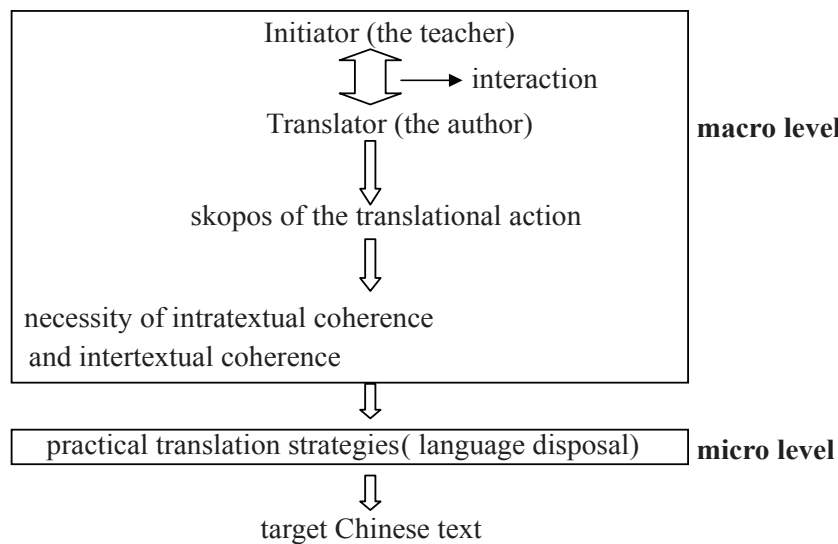 Initiator (the teacher)
interaction
Translator (the author)
macro level
skopos of the translational action
necessity of intratextual coherence
and intertextual coherence
practical translation strategies( language disposal)
micro level
target Chinese text